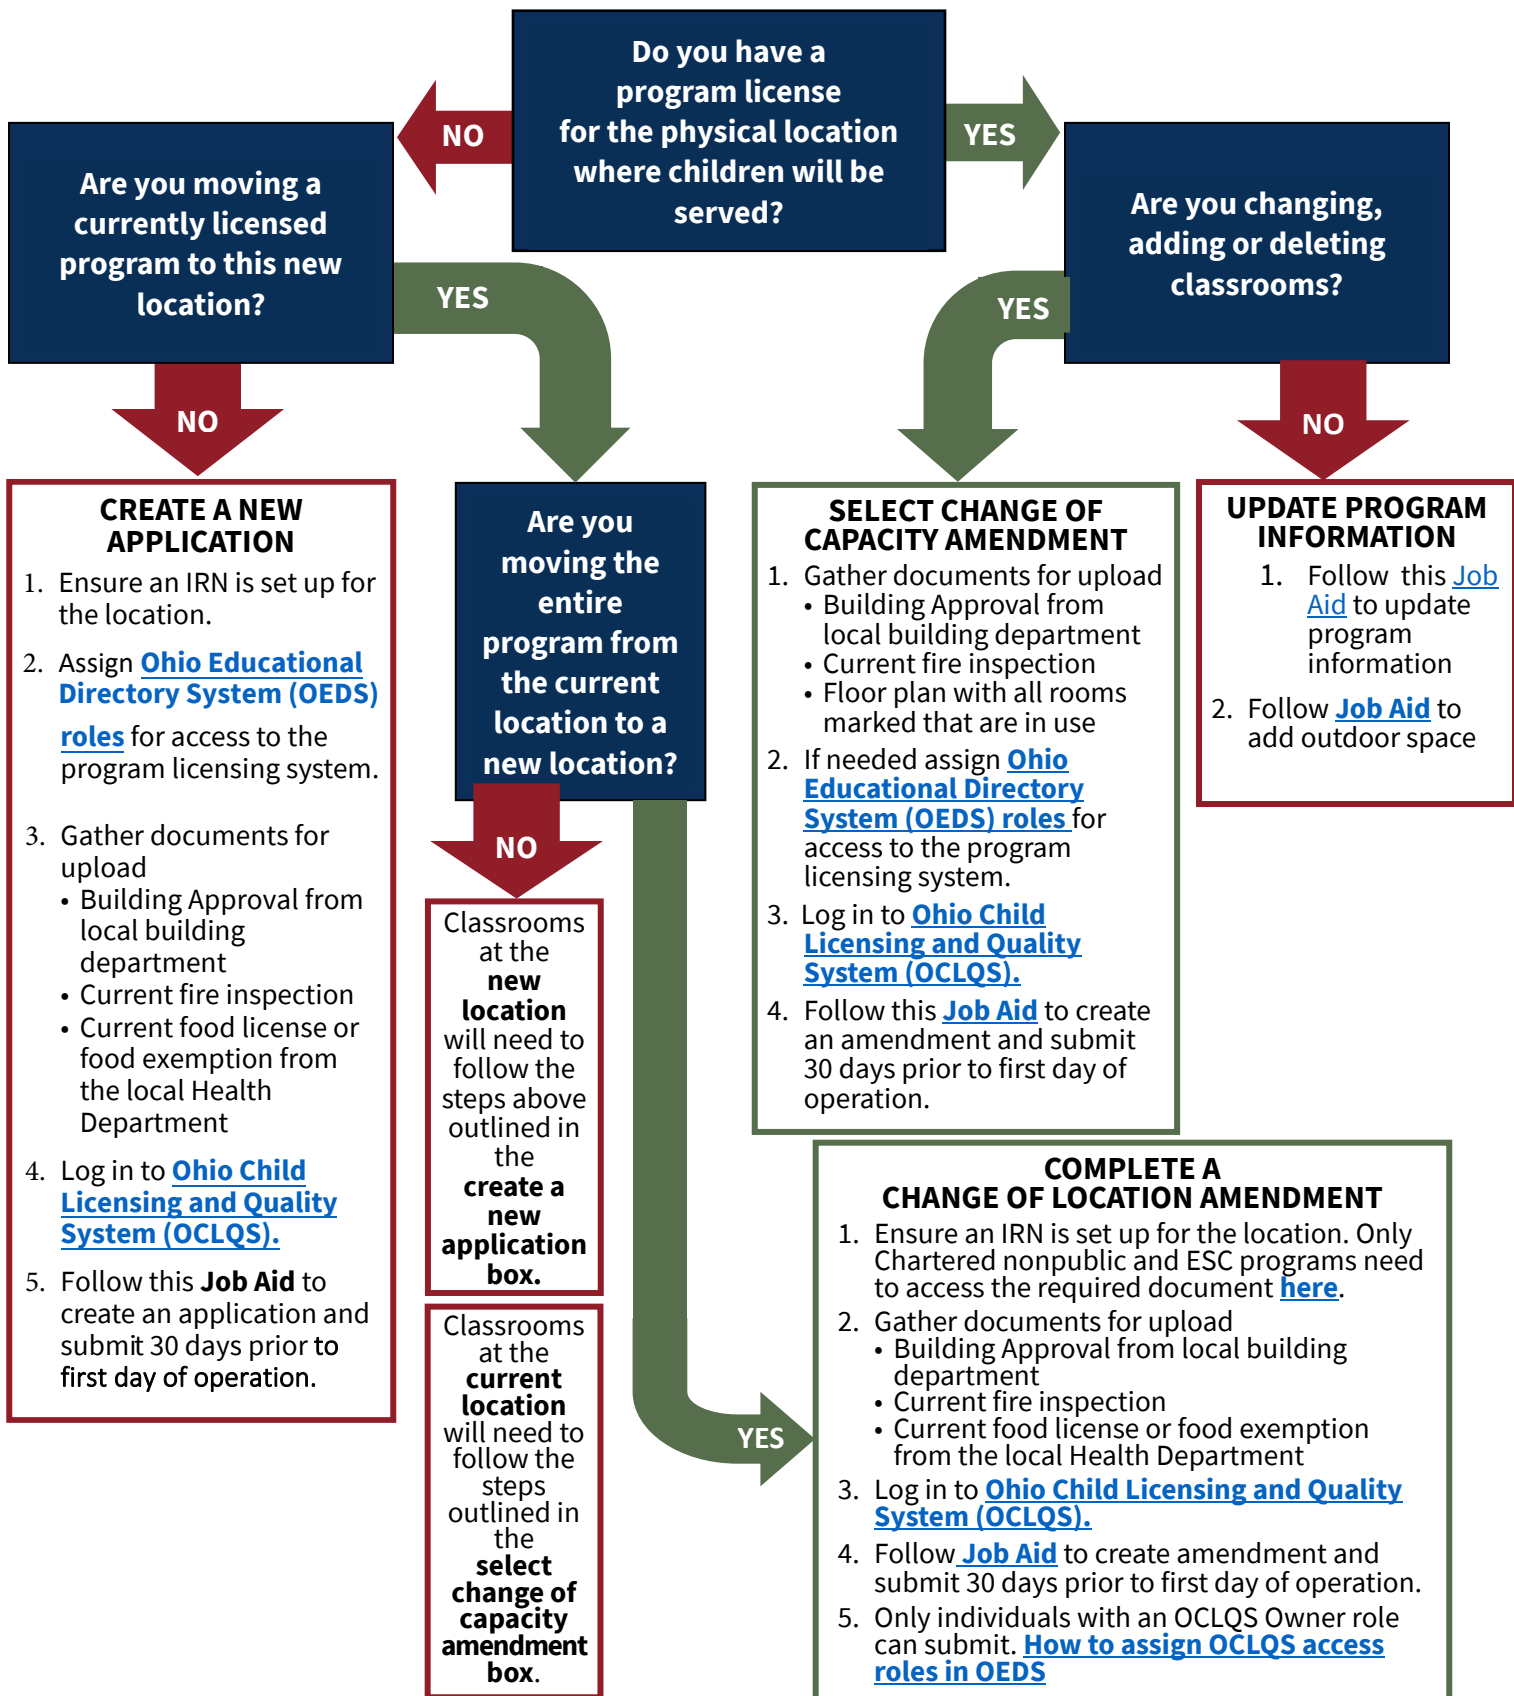 Do you have a
program license
for the physical location
where children will be
served?
NO
YES
Are you moving a
currently licensed
program to this new
location?
Are you changing,
adding or deleting
classrooms?
YES
YES
NO
NO
CREATE A NEW
APPLICATION
1. Ensure an IRN is set up for
the location.
2. Assign Ohio Educational
Directory System (OEDS)
roles for access to the
program licensing system.
3. Gather documents for
upload
• Building Approval from
local building
department
• Current fire inspection
• Current food license or
food exemption from
the local Health
Department
4. Log in to Ohio Child
Licensing and Quality
System (OCLQS).
5. Follow this Job Aid to
create an application and
submit 30 days prior to
first day of operation.
Are you
moving the
entire
program from
the current
location to a
new location?
NO
Classrooms
at the
new
location
will need to
follow the
steps above
outlined in
the
create a
new
application
box.
Classrooms
at the
current
location
will need to
follow the
steps
outlined in
the
select
change of
capacity
amendment
box.
YES
SELECT CHANGE OF
CAPACITY AMENDMENT
1. Gather documents for upload
• Building Approval from
local building department
• Current fire inspection
• Floor plan with all rooms
marked that are in use
2. If needed assign Ohio
Educational Directory
System (OEDS) roles for
access to the program
licensing system.
3. Log in to Ohio Child
Licensing and Quality
System (OCLQS).
4. Follow this Job Aid to create
an amendment and submit
30 days prior to first day of
operation.
UPDATE PROGRAM
INFORMATION
1. Follow this Job
Aid to update
program
information
2. Follow Job Aid to
add outdoor space
COMPLETE A
CHANGE OF LOCATION AMENDMENT
1. Ensure an IRN is set up for the location. Only
Chartered nonpublic and ESC programs need
to access the required document here.
2. Gather documents for upload
• Building Approval from local building
department
• Current fire inspection
• Current food license or food exemption
from the local Health Department
3. Log in to Ohio Child Licensing and Quality
System (OCLQS).
4. Follow Job Aid to create amendment and
submit 30 days prior to first day of operation.
5. Only individuals with an OCLQS Owner role
can submit. How to assign OCLQS access
roles in OEDS